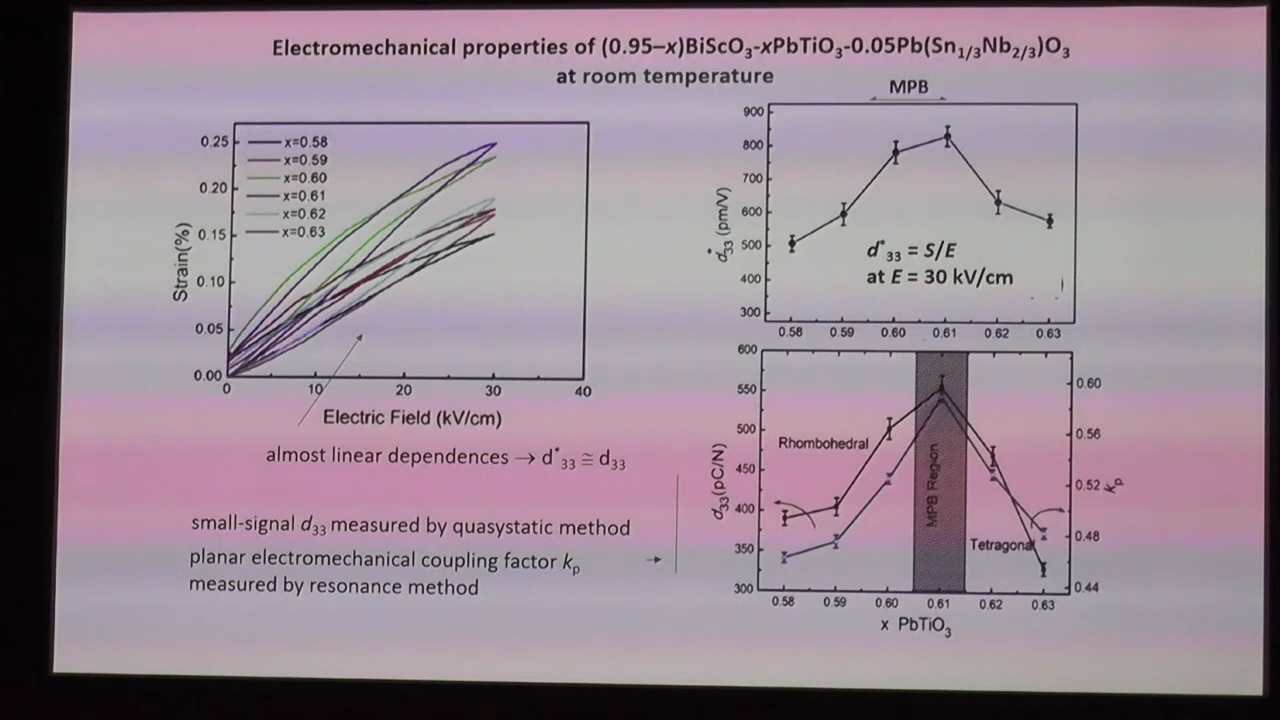 Electromechanical properties of (0.95–x)BiScO₃-xPbTiO₃-0.05Pb(Sn₁/₃Nb₂/₃)O₃
at room temperature
MPB
0.25
0.20
0.15
0.10
0.05
0.00
Strain(%)
x=0.58
x=0.59
x=0.60
x=0.61
x=0.62
x=0.63
0 10 20 30 40
Electric Field (kV/cm)
900
800
700
600
500
400
300
d*₃₃ (pm/V)
d*₃₃ = S/E
at E = 30 kV/cm
0.58 0.59 0.60 0.61 0.62 0.63
almost linear dependences → d*₃₃ ≅ d₃₃
small-signal d₃₃ measured by quasystatic method
planar electromechanical coupling factor kₚ →
measured by resonance method
600
550
500
450
400
350
300
d₃₃(pC/N)
Rhombohedral
MPB Region
Tetragonal
0.60
0.56
0.52
0.48
0.44
kₚ
0.58 0.59 0.60 0.61 0.62 0.63
x PbTiO₃